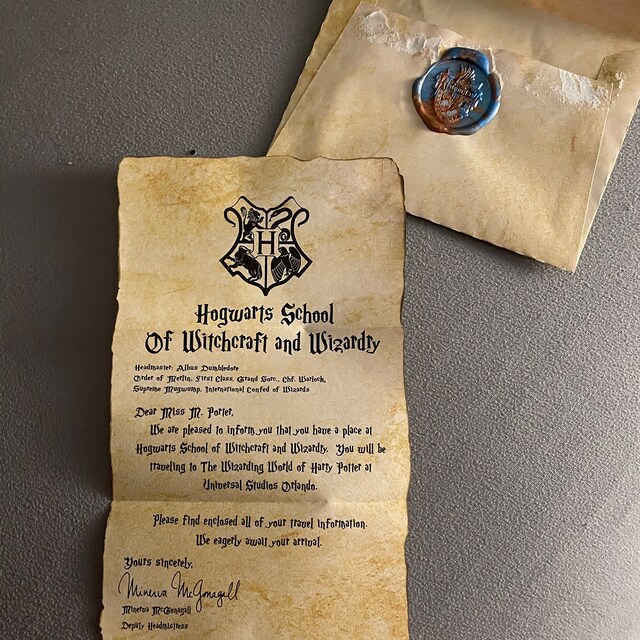 H
Hogwarts School
Of Witchcraft and Wizardry
Headmaster: Albus Dumbledore
Order of Merlin, First Class, Grand Sorc., Chf. Warlock,
Supreme Mugwump, International Confed of Wizards
Dear Miss M. Porter,
We are pleased to inform you that you have a place at
Hogwarts School of Witchcraft and Wizardry. You will be
traveling to The Wizarding World of Harry Potter at
Universal Studios Orlando.
Please find enclosed all of your travel information.
We eagerly await your arrival.
Yours sincerely,
Minerva McGonagall
Minerva McGonagall
Deputy Headmistress